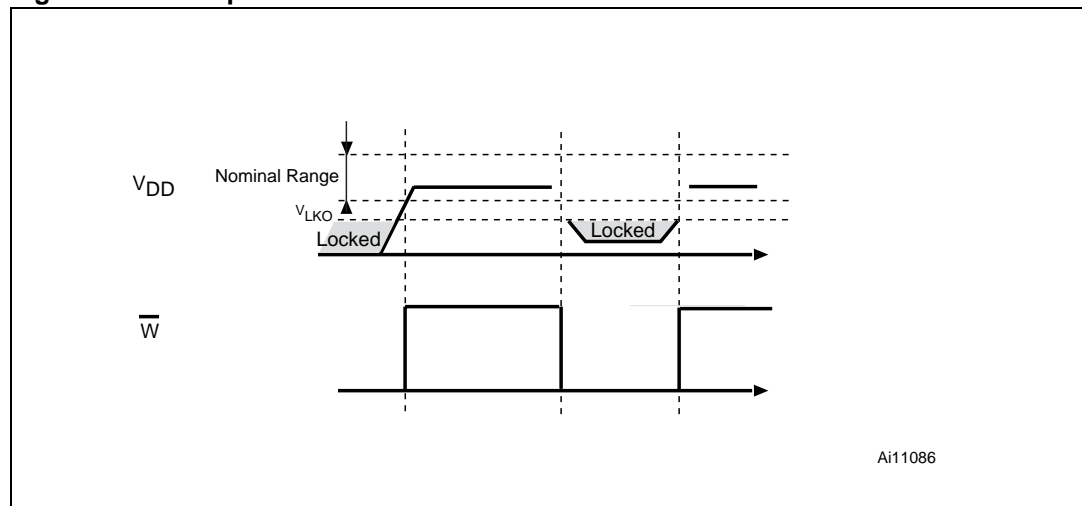 Nominal Range
VDD
VLKO
Locked
Locked
W̅
Ai11086